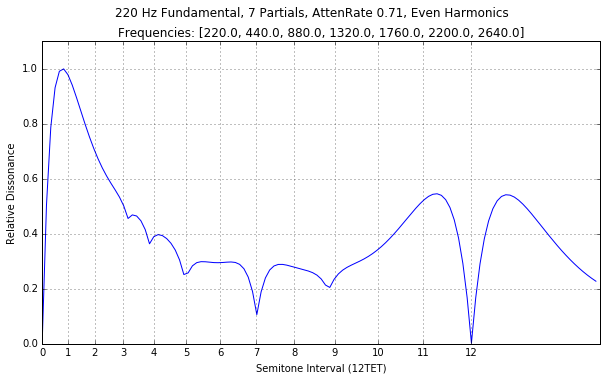 220 Hz Fundamental, 7 Partials, AttenRate 0.71, Even Harmonics
Frequencies: [220.0, 440.0, 880.0, 1320.0, 1760.0, 2200.0, 2640.0]
1.0
0.8
0.6
0.4
0.2
0.0
Relative Dissonance
0 1 2 3 4 5 6 7 8 9 10 11 12
Semitone Interval (12TET)